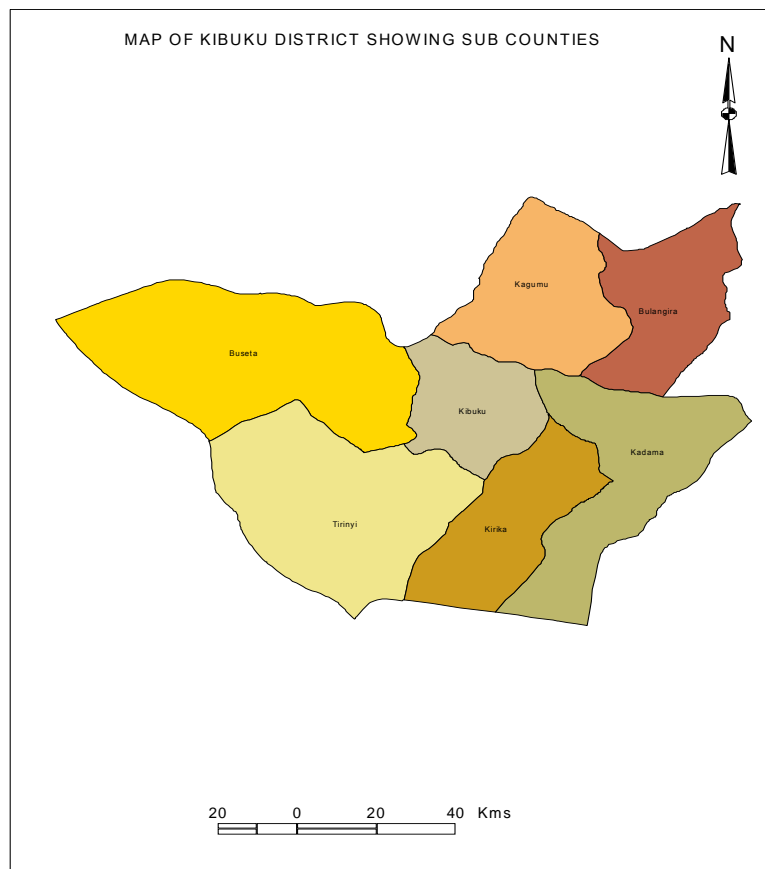 MAP OF KIBUKU DISTRICT SHOWING SUB COUNTIES
N
Kagumu
Bulangira
Buseta
Kibuku
Kadama
Tirinyi
Kirika
20 0 20 40 Kms